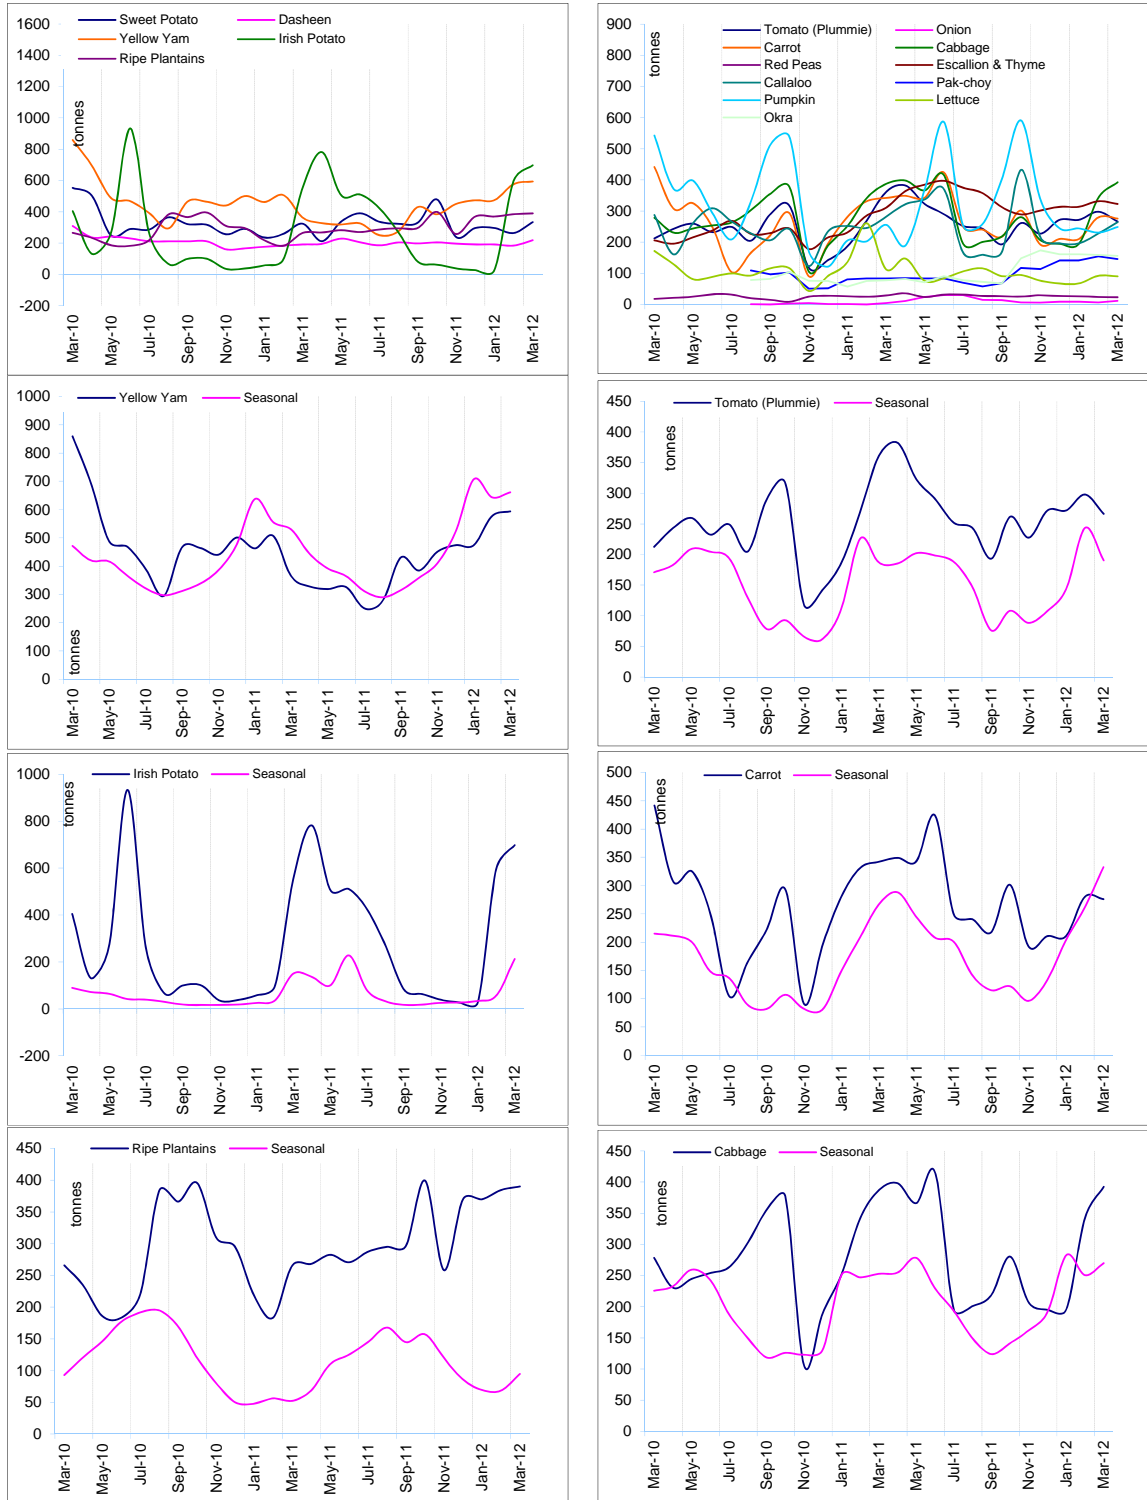 Sweet Potato Dasheen
Yellow Yam Irish Potato
Ripe Plantains
tonnes
1600
1400
1200
1000
800
600
400
200
0
-200
Mar-10 May-10 Jul-10 Sep-10 Nov-10 Jan-11 Mar-11 May-11 Jul-11 Sep-11 Nov-11 Jan-12 Mar-12
Tomato (Plummie) Onion
Carrot Cabbage
Red Peas Escallion & Thyme
Callaloo Pak-choy
Pumpkin Lettuce
Okra
tonnes
900
800
700
600
500
400
300
200
100
0
Mar-10 May-10 Jul-10 Sep-10 Nov-10 Jan-11 Mar-11 May-11 Jul-11 Sep-11 Nov-11 Jan-12 Mar-12
Yellow Yam Seasonal
1000
900
800
700
600
500
400
300
200
100
0
tonnes
Mar-10 May-10 Jul-10 Sep-10 Nov-10 Jan-11 Mar-11 May-11 Jul-11 Sep-11 Nov-11 Jan-12 Mar-12
Tomato (Plummie) Seasonal
tonnes
450
400
350
300
250
200
150
100
50
0
Mar-10 May-10 Jul-10 Sep-10 Nov-10 Jan-11 Mar-11 May-11 Jul-11 Sep-11 Nov-11 Jan-12 Mar-12
Irish Potato Seasonal
tonnes
1000
800
600
400
200
0
-200
Mar-10 May-10 Jul-10 Sep-10 Nov-10 Jan-11 Mar-11 May-11 Jul-11 Sep-11 Nov-11 Jan-12 Mar-12
Carrot Seasonal
tonnes
500
450
400
350
300
250
200
150
100
50
0
Mar-10 May-10 Jul-10 Sep-10 Nov-10 Jan-11 Mar-11 May-11 Jul-11 Sep-11 Nov-11 Jan-12 Mar-12
Ripe Plantains Seasonal
tonnes
450
400
350
300
250
200
150
100
50
0
Mar-10 May-10 Jul-10 Sep-10 Nov-10 Jan-11 Mar-11 May-11 Jul-11 Sep-11 Nov-11 Jan-12 Mar-12
Cabbage Seasonal
tonnes
450
400
350
300
250
200
150
100
50
0
Mar-10 May-10 Jul-10 Sep-10 Nov-10 Jan-11 Mar-11 May-11 Jul-11 Sep-11 Nov-11 Jan-12 Mar-12